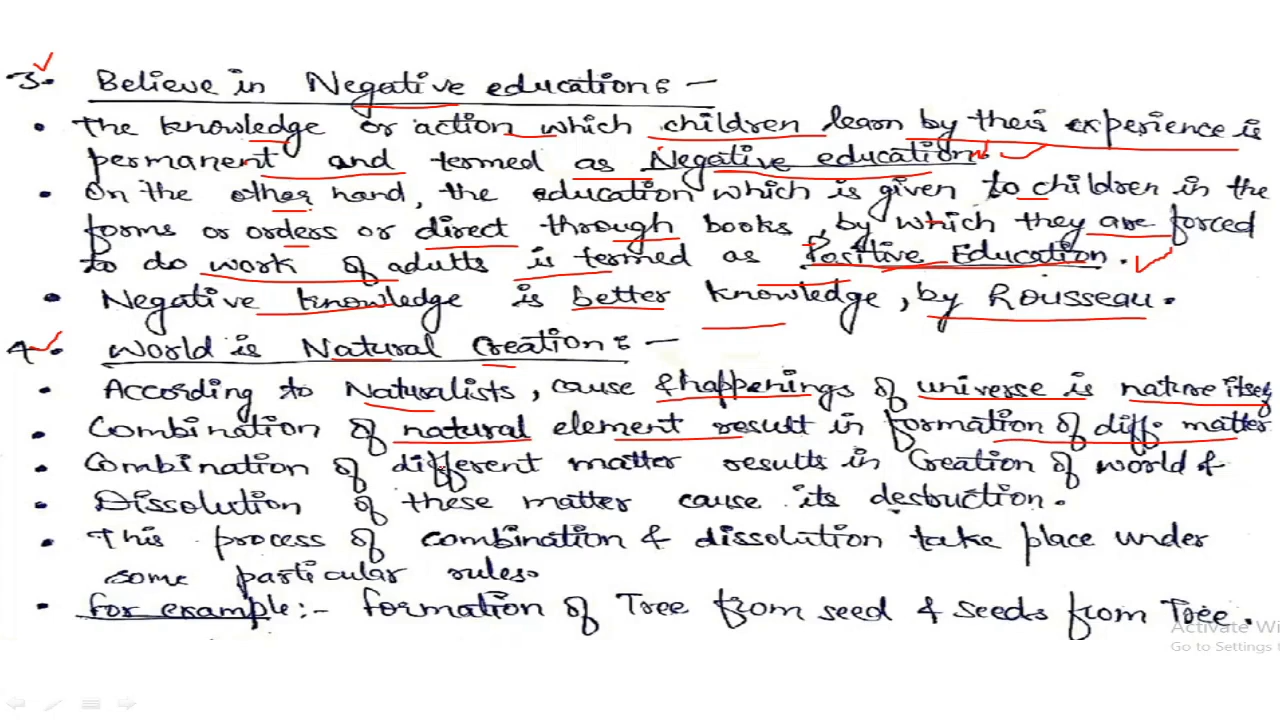 3. Believe in Negative educations :-
• The knowledge or action which children learn by their experience is
permanent and termed as Negative education.
• On the other hand, the education which is given to children in the
forms or orders or direct through books, by which they are forced
to do work of adults is termed as Positive Education.
• Negative knowledge is better knowledge, by Rousseau.
4. World is Natural Creation :-
• According to Naturalists, cause & happenings of universe is nature itself
• Combination of natural element result in formation of diff. matter
• Combination of different matter results in Creation of world &
• Dissolution of these matter cause its destruction.
• This process of combination & dissolution take place under
some particular rules.
• for example :- formation of Tree from seed & seeds from Tree.
Activate Wi
Go to Settings t